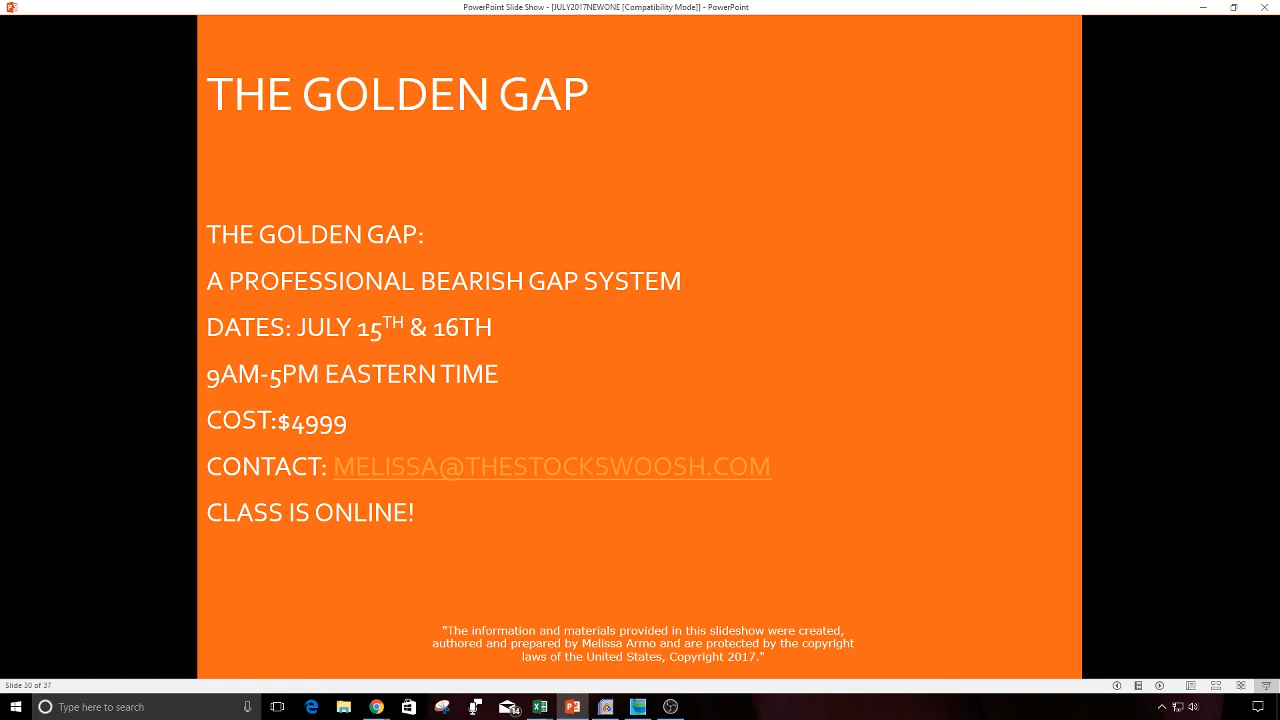 PowerPoint Slide Show - [JULY2017NEWONE [Compatibility Mode]] - PowerPoint
THE GOLDEN GAP
THE GOLDEN GAP:
A PROFESSIONAL BEARISH GAP SYSTEM
DATES: JULY 15TH & 16TH
9AM-5PM EASTERN TIME
COST:$4999
CONTACT: MELISSA@THESTOCKSWOOSH.COM
CLASS IS ONLINE!
"The information and materials provided in this slideshow were created,
authored and prepared by Melissa Armo and are protected by the copyright
laws of the United States, Copyright 2017."
Slide 30 of 37
Type here to search